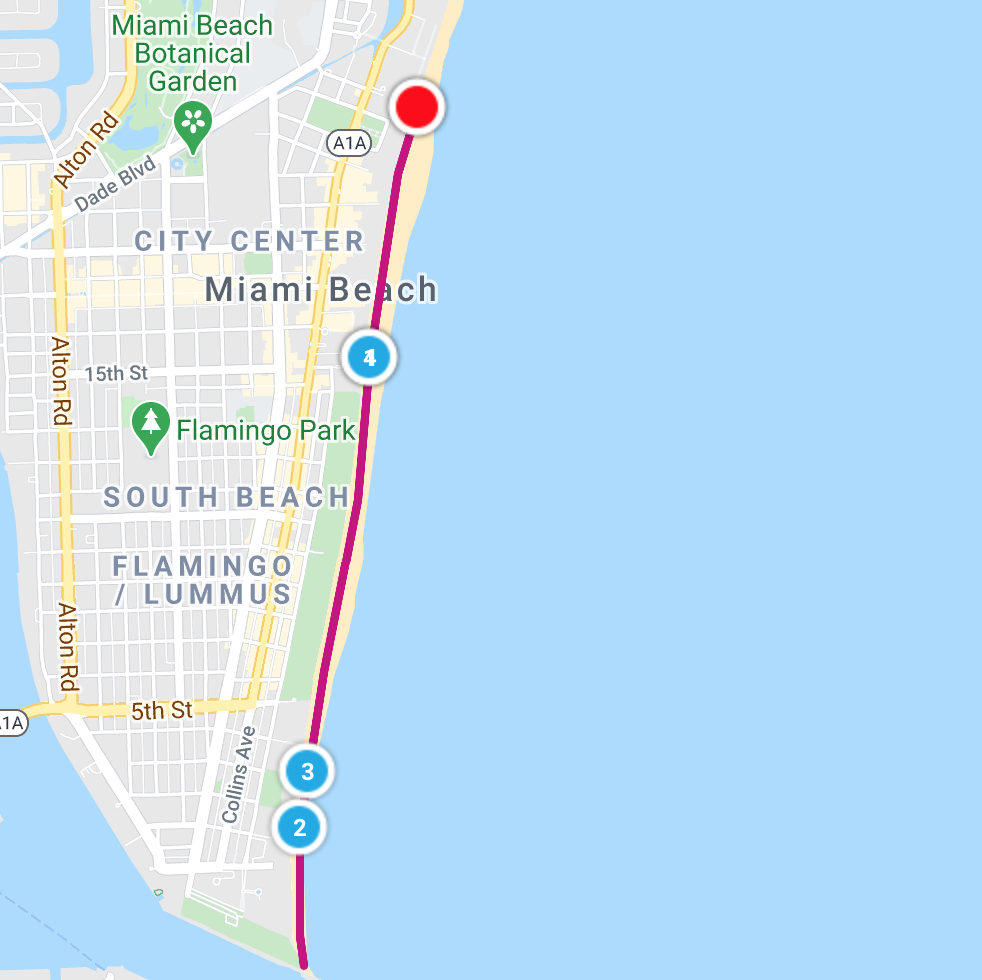 Miami Beach
Botanical
Garden
Alton Rd
A1A
Dade Blvd
CITY CENTER
Miami Beach
4
Alton Rd
15th St
Flamingo Park
SOUTH BEACH
FLAMINGO
/ LUMMUS
Alton Rd
5th St
A1A
Collins Ave
3
2